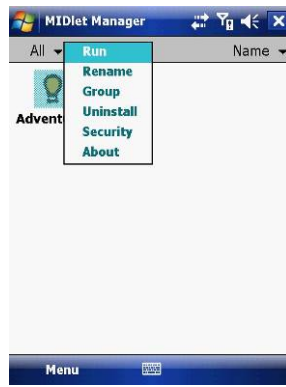 MIDlet Manager
All
Name
Run
Rename
Group
Uninstall
Security
About
Advent
Menu